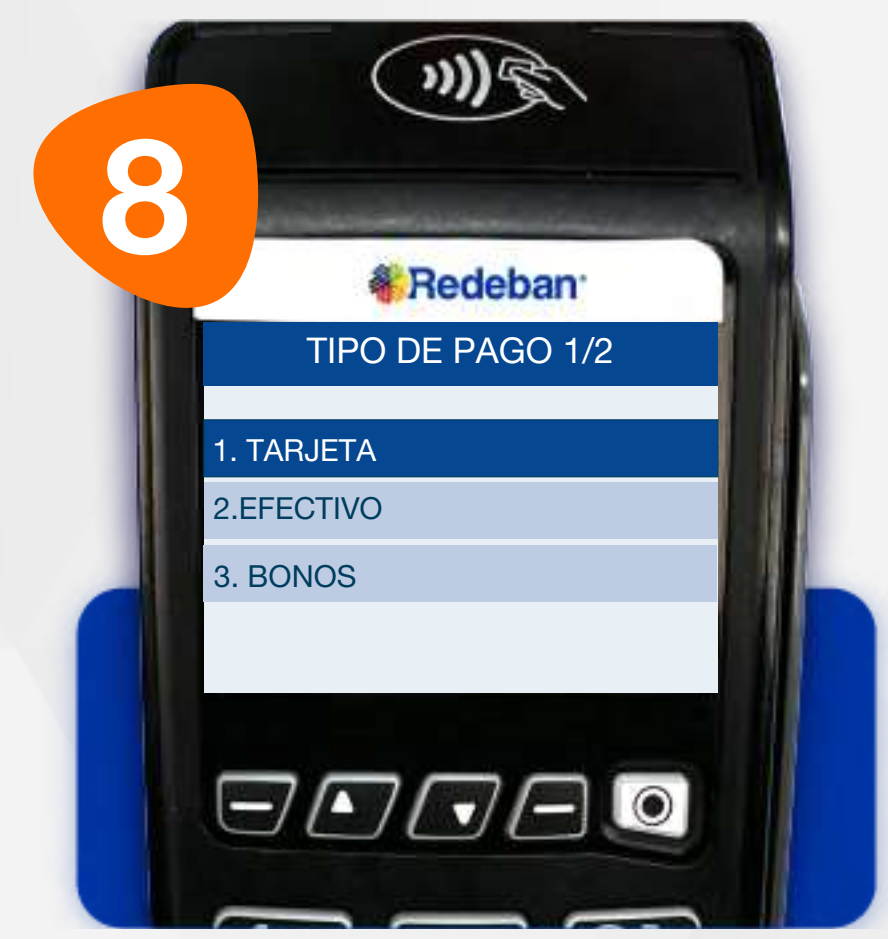 8
Redeban
TIPO DE PAGO 1/2
1. TARJETA
2.EFECTIVO
3. BONOS